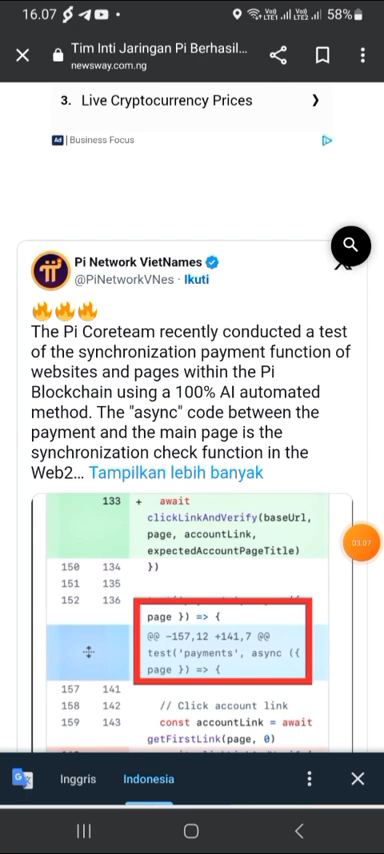 16.07
58%
Tim Inti Jaringan Pi Berhasil...
newsway.com.ng
3. Live Cryptocurrency Prices
Ad | Business Focus
Pi Network VietNames
@PiNetworkVNes · Ikuti
🔥🔥🔥
The Pi Coreteam recently conducted a test
of the synchronization payment function of
websites and pages within the Pi
Blockchain using a 100% AI automated
method. The "async" code between the
payment and the main page is the
synchronization check function in the
Web2... Tampilkan lebih banyak
133 + await
clickLinkAndVerify(baseUrl,
page, accountLink,
expectedAccountPageTitle)
150 134 })
151 135
152 136
page }) => {
@@ -157,12 +141,7 @@
test('payments', async ({
page }) => {
157 141
158 142 // Click account link
159 143 const accountLink = await
getFirstLink(page, 0)
03.07
Inggris Indonesia